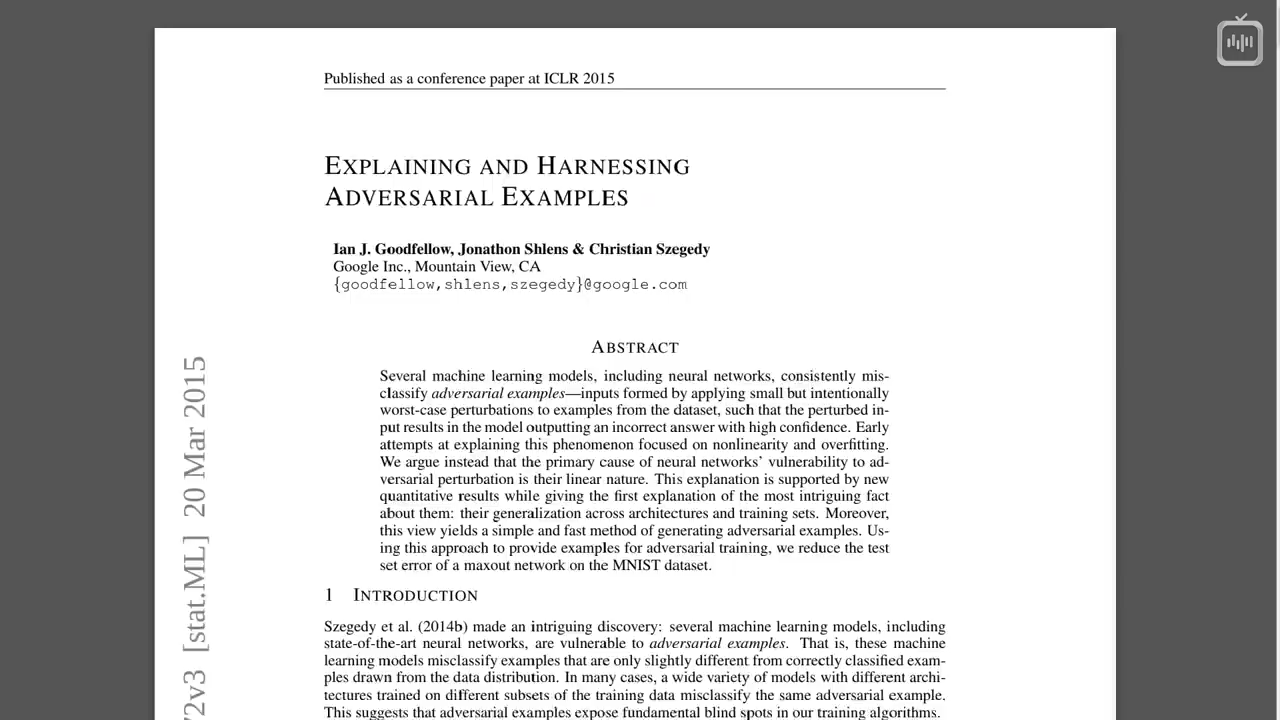 Published as a conference paper at ICLR 2015
EXPLAINING AND HARNESSING
ADVERSARIAL EXAMPLES
Ian J. Goodfellow, Jonathon Shlens & Christian Szegedy
Google Inc., Mountain View, CA
{goodfellow,shlens,szegedy}@google.com
ABSTRACT
Several machine learning models, including neural networks, consistently mis-
classify adversarial examples—inputs formed by applying small but intentionally
worst-case perturbations to examples from the dataset, such that the perturbed in-
put results in the model outputting an incorrect answer with high confidence. Early
attempts at explaining this phenomenon focused on nonlinearity and overfitting.
We argue instead that the primary cause of neural networks' vulnerability to ad-
versarial perturbation is their linear nature. This explanation is supported by new
quantitative results while giving the first explanation of the most intriguing fact
about them: their generalization across architectures and training sets. Moreover,
this view yields a simple and fast method of generating adversarial examples. Us-
ing this approach to provide examples for adversarial training, we reduce the test
set error of a maxout network on the MNIST dataset.
1 INTRODUCTION
Szegedy et al. (2014b) made an intriguing discovery: several machine learning models, including
state-of-the-art neural networks, are vulnerable to adversarial examples. That is, these machine
learning models misclassify examples that are only slightly different from correctly classified exam-
ples drawn from the data distribution. In many cases, a wide variety of models with different archi-
tectures trained on different subsets of the training data misclassify the same adversarial example.
This suggests that adversarial examples expose fundamental blind spots in our training algorithms.
72v3 [stat.ML] 20 Mar 2015